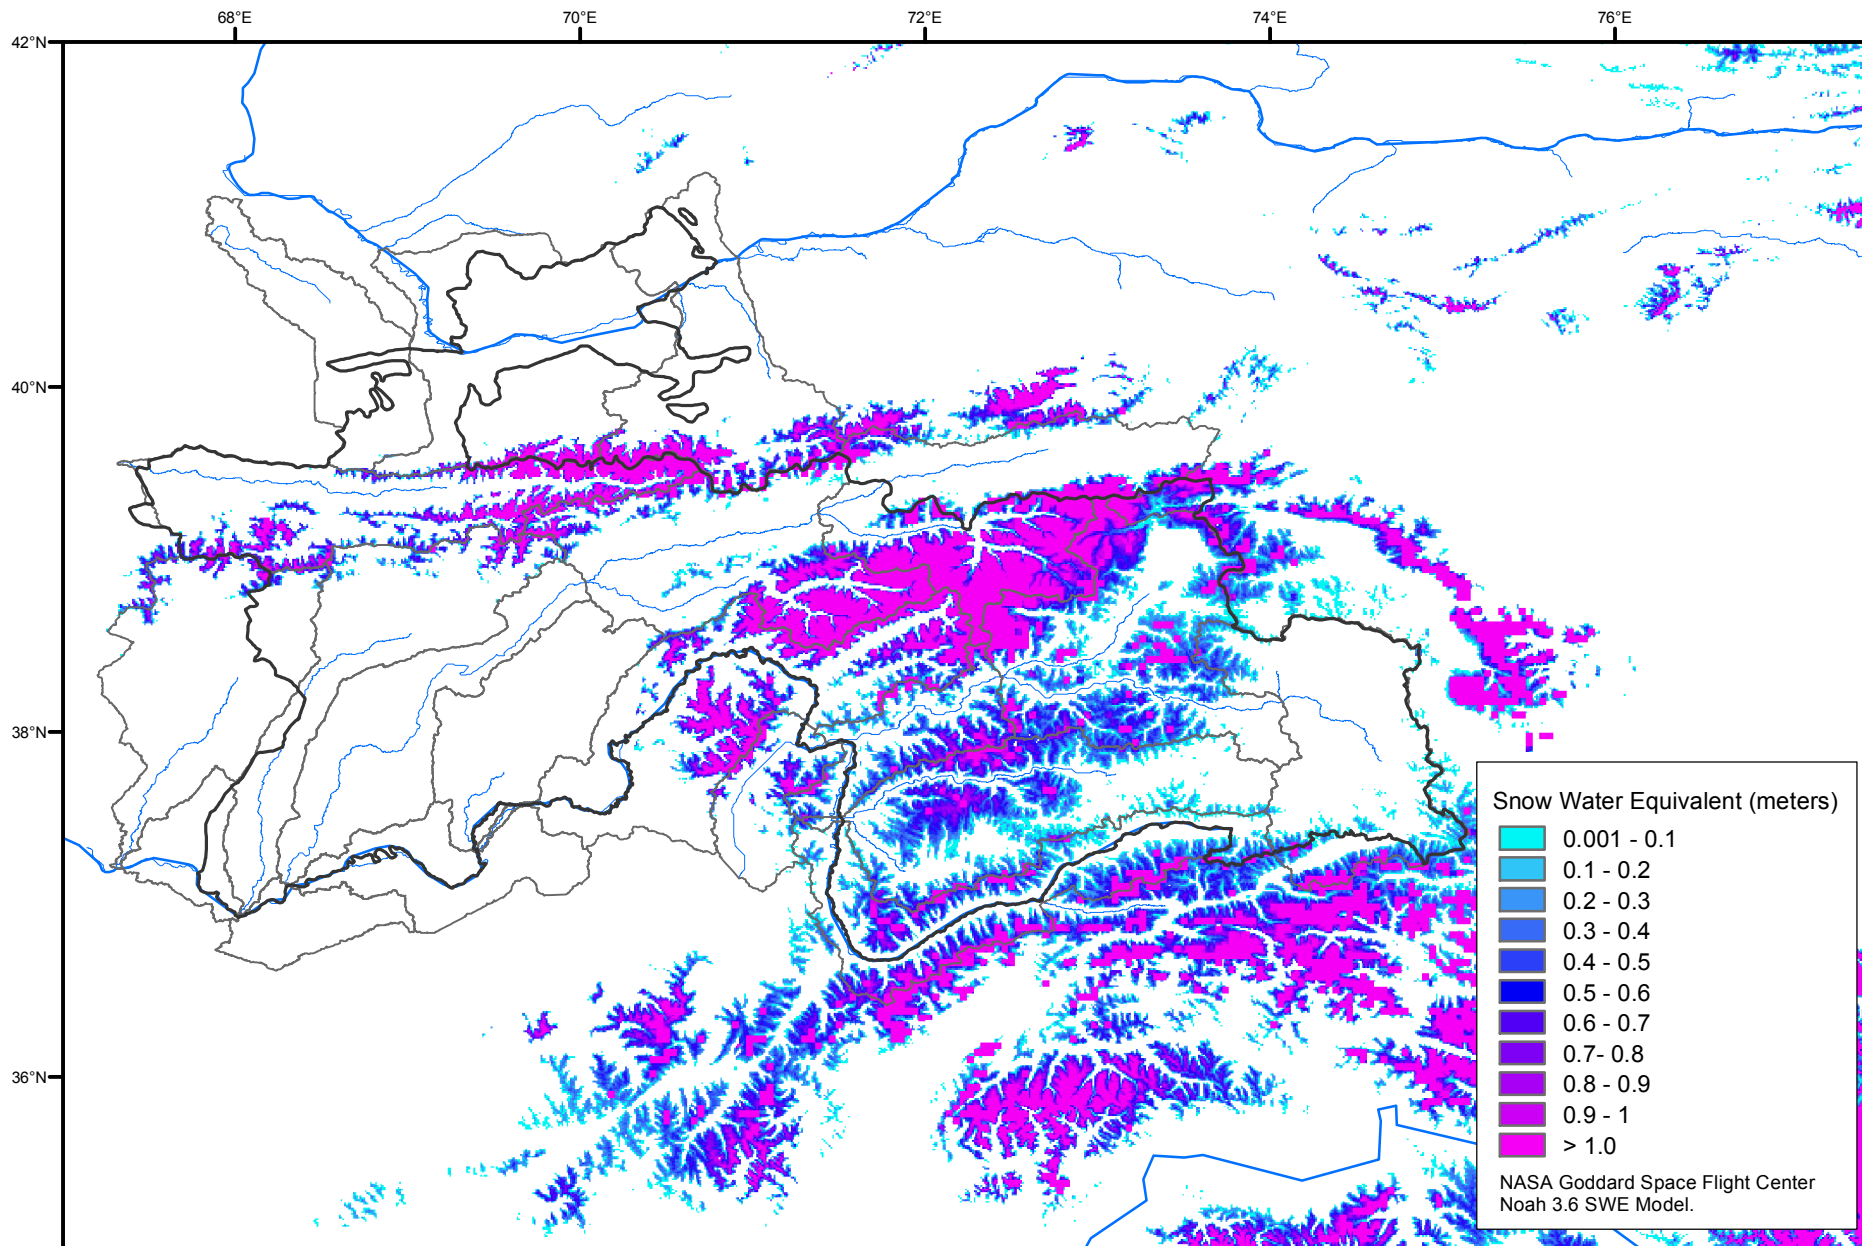 68°E
70°E
72°E
74°E
76°E
42°N
40°N
38°N
36°N
Snow Water Equivalent (meters)
0.001 - 0.1
0.1 - 0.2
0.2 - 0.3
0.3 - 0.4
0.4 - 0.5
0.5 - 0.6
0.6 - 0.7
0.7- 0.8
0.8 - 0.9
0.9 - 1
> 1.0
NASA Goddard Space Flight Center
Noah 3.6 SWE Model.